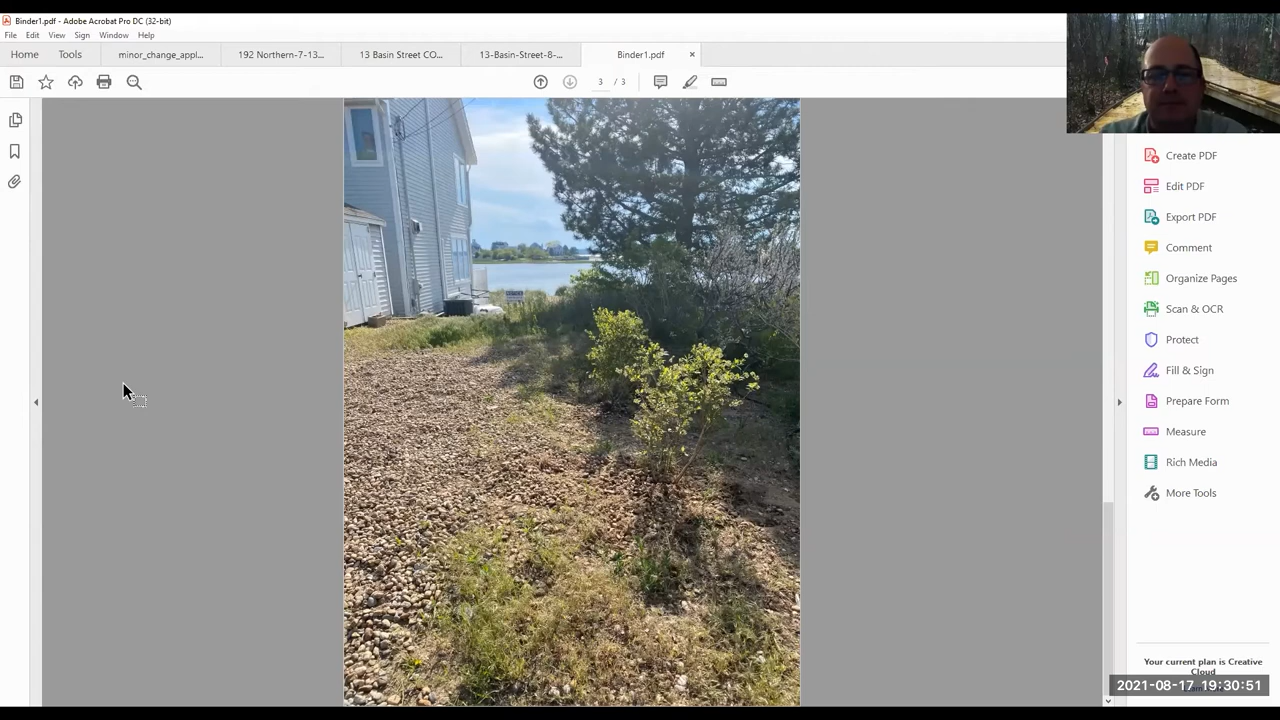 Binder1.pdf - Adobe Acrobat Pro DC (32-bit)
File Edit View Sign Window Help
Home Tools minor_change_appl... 192 Northern-7-13... 13 Basin Street CO... 13-Basin-Street-8-... Binder1.pdf ×
3 / 3
Create PDF
Edit PDF
Export PDF
Comment
Organize Pages
Scan & OCR
Protect
Fill & Sign
Prepare Form
Measure
Rich Media
More Tools
Your current plan is Creative
Cloud
2021-08-17 19:30:51